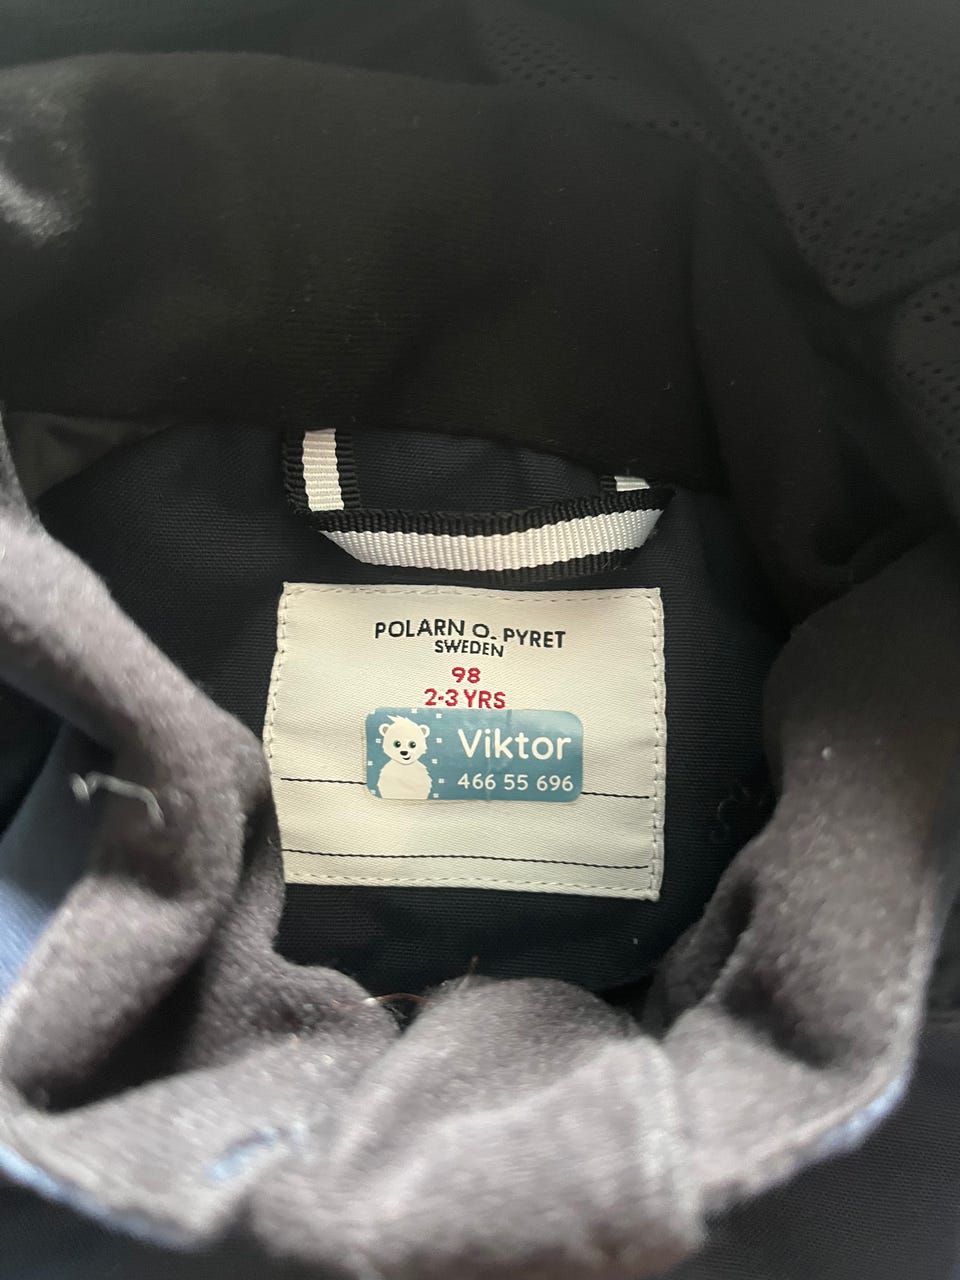 POLARN O. PYRET
SWEDEN
98
2-3 YRS
Viktor
466 55 696